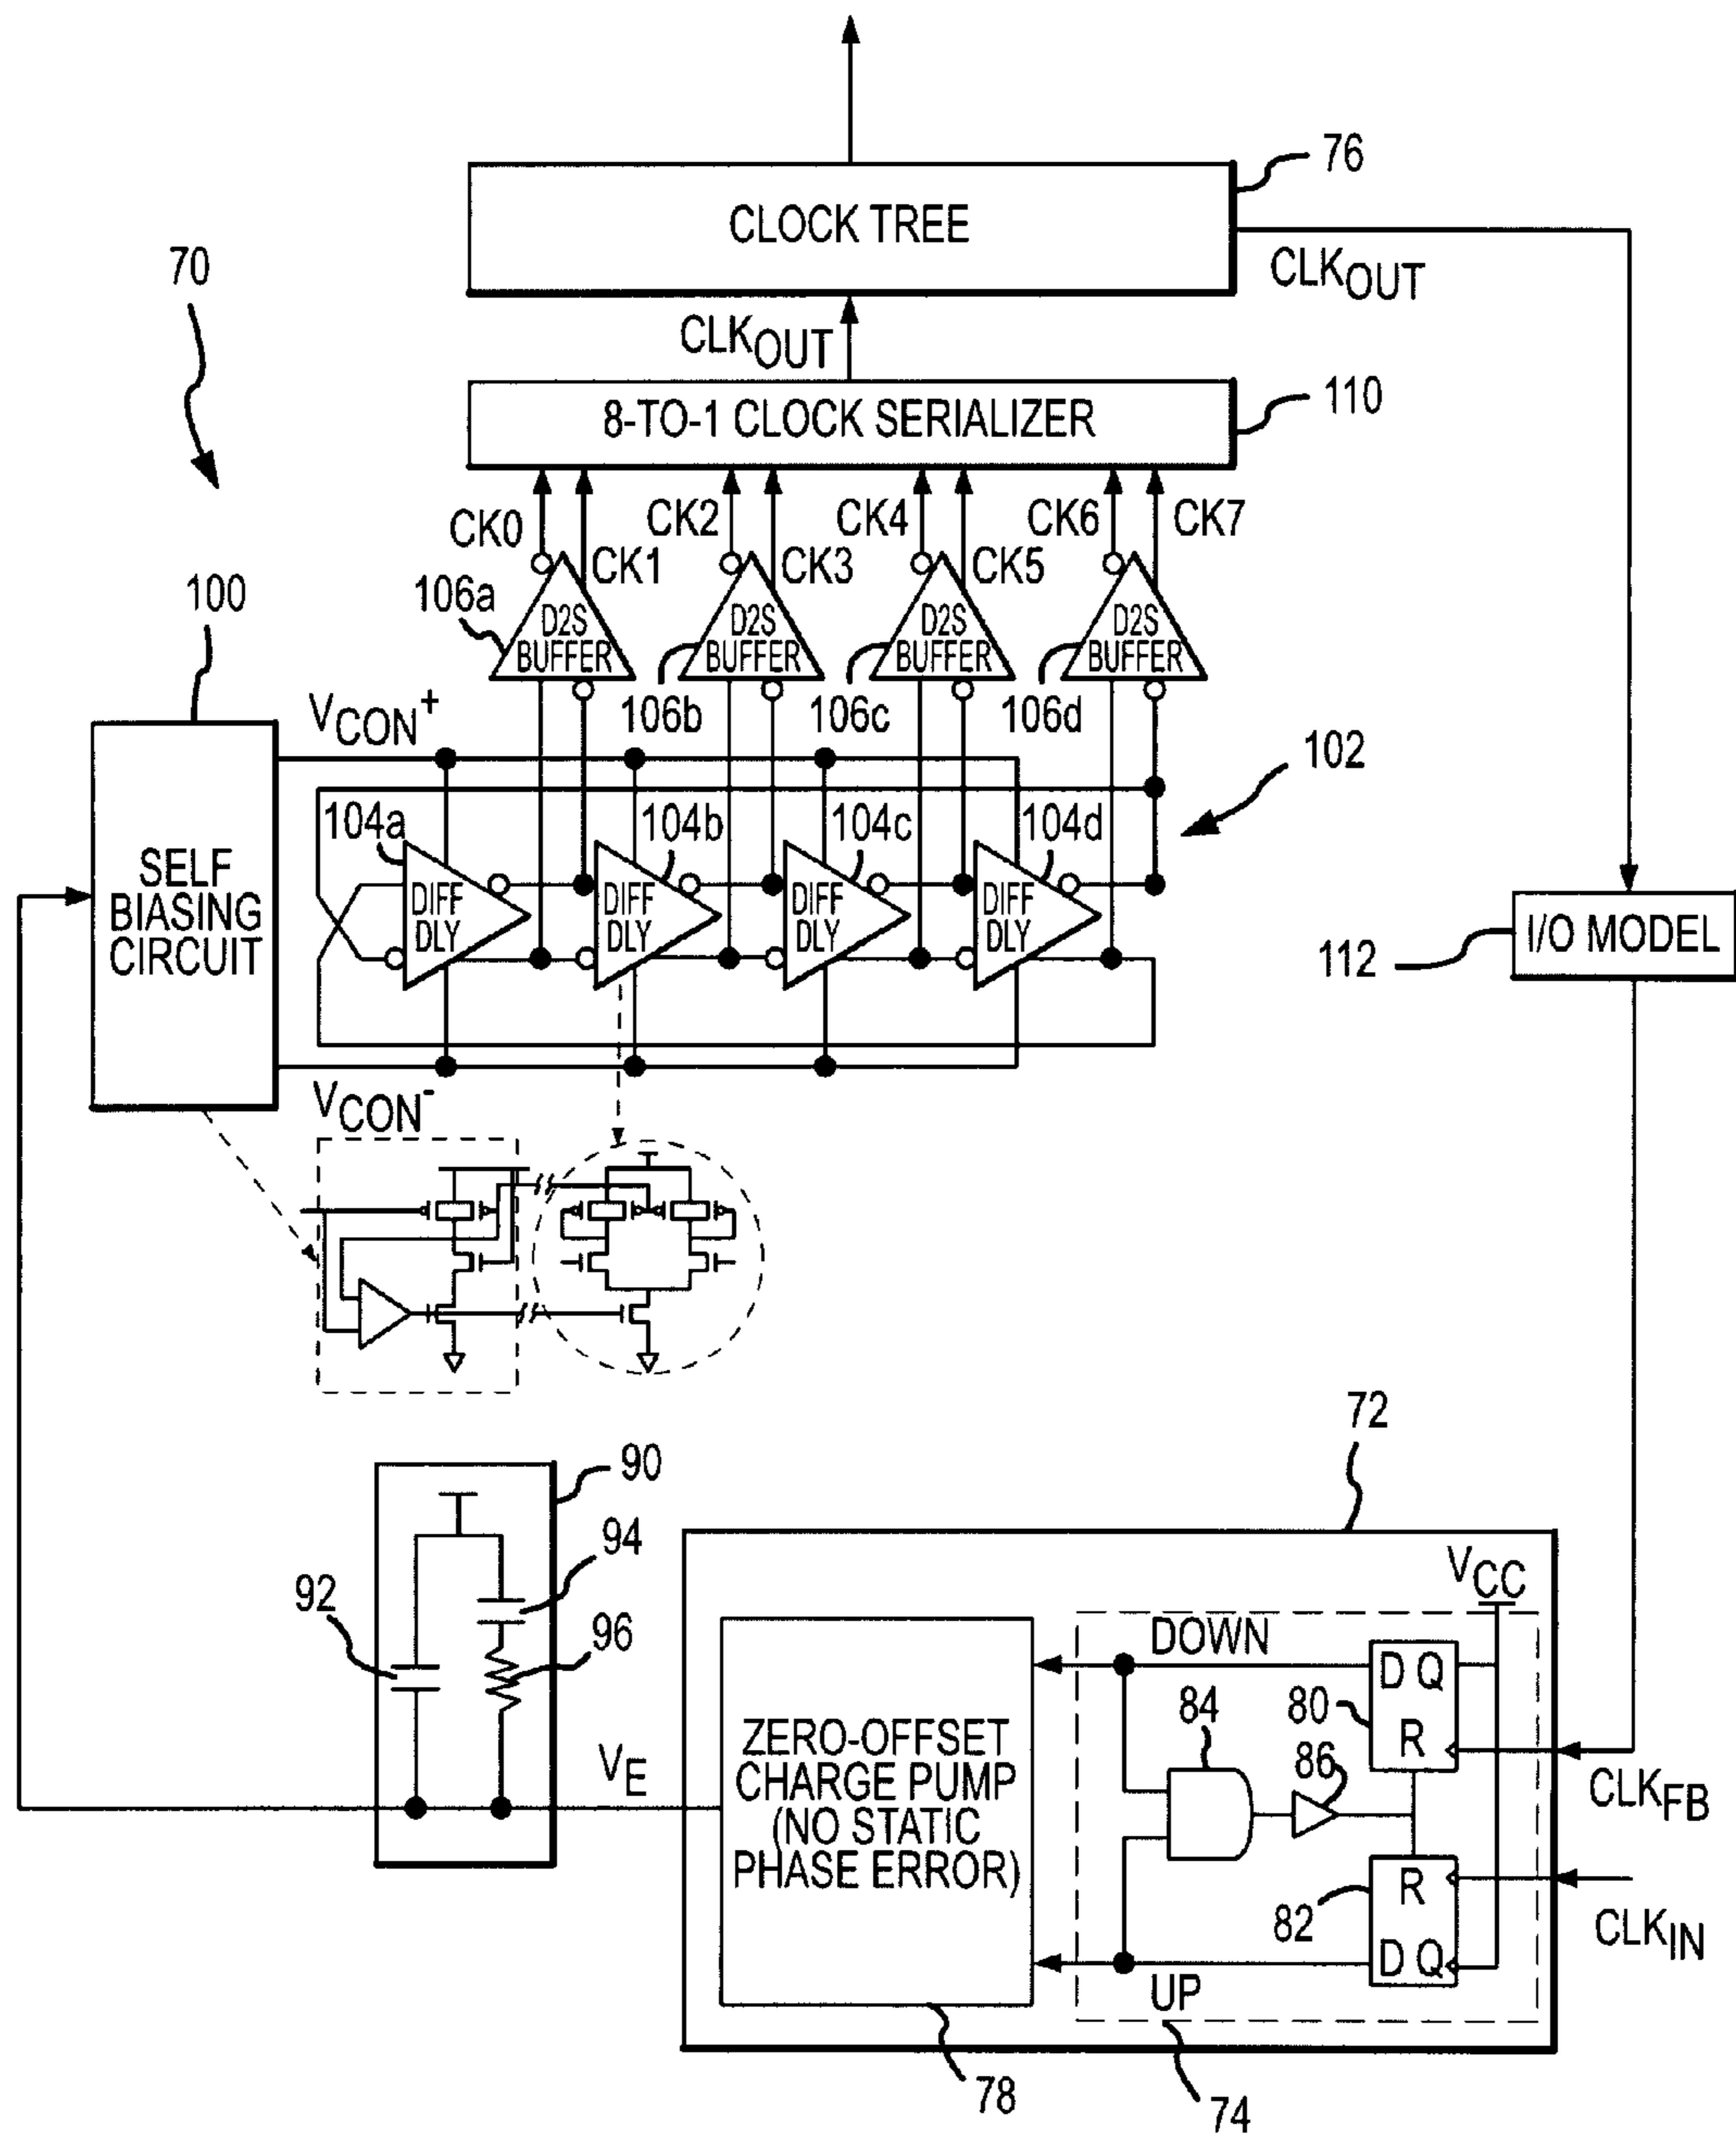 76
CLOCK TREE
70
CLKOUT
CLKOUT
110
8-TO-1 CLOCK SERIALIZER
CK0
CK2
CK4
CK6
CK7
CK1
CK3
CK5
100
106a
D2S
BUFFER
D2S
BUFFER
D2S
BUFFER
D2S
BUFFER
VCON+
106b
106c
106d
102
104a
104b
104c
104d
SELF
BIASING
CIRCUIT
DIFF
DLY
DIFF
DLY
DIFF
DLY
DIFF
DLY
I/O MODEL
112
VCON-
72
90
94
92
96
VCC
DOWN
D Q
80
R
84
86
ZERO-OFFSET
CHARGE PUMP
(NO STATIC
PHASE ERROR)
VE
CLKFB
R
82
CLKIN
D Q
UP
78
74